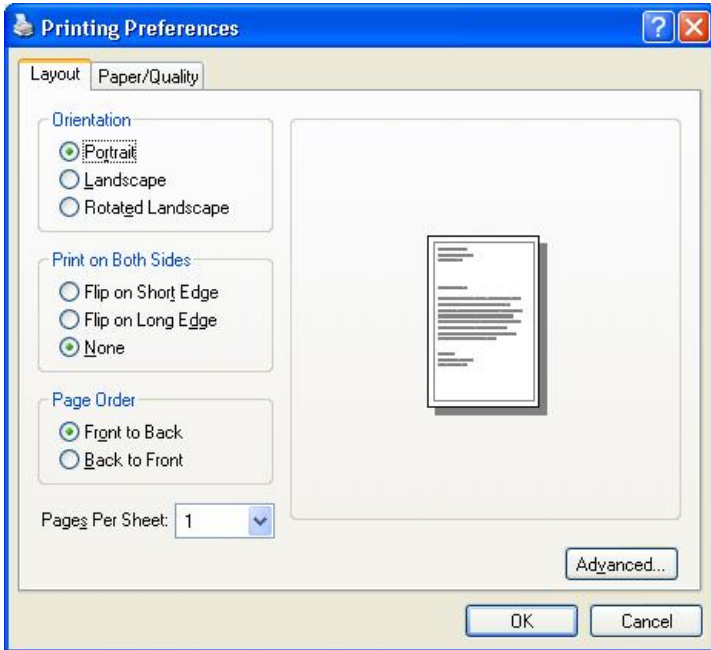 Printing Preferences
Layout Paper/Quality
Orientation
Portrait
Landscape
Rotated Landscape
Print on Both Sides
Flip on Short Edge
Flip on Long Edge
None
Page Order
Front to Back
Back to Front
Pages Per Sheet: 1
Advanced...
OK Cancel